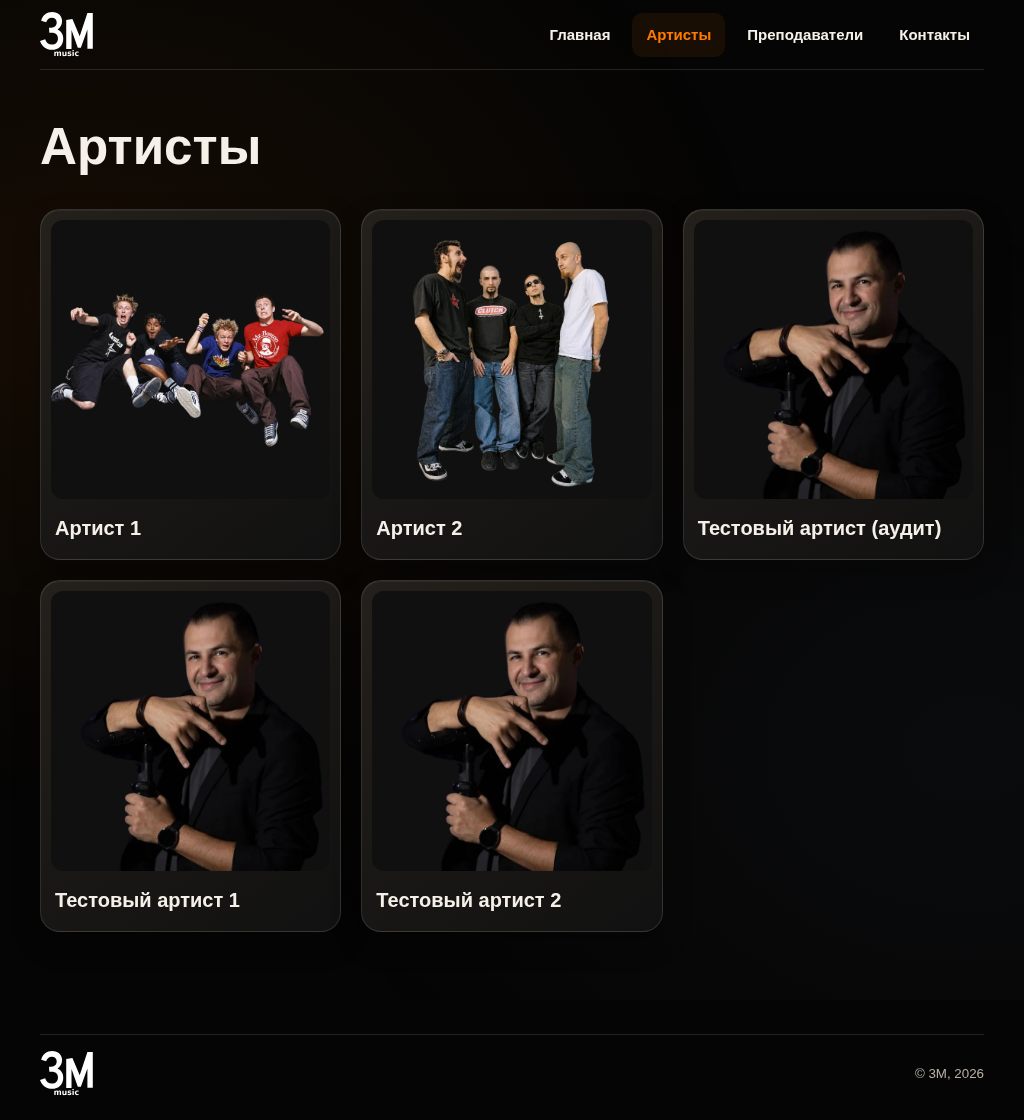 3M
music
Главная
Артисты
Преподаватели
Контакты
Артисты
CLUTCH
Артист 1
Артист 2
Тестовый артист (аудит)
Тестовый артист 1
Тестовый артист 2
3M
music
© 3M, 2026